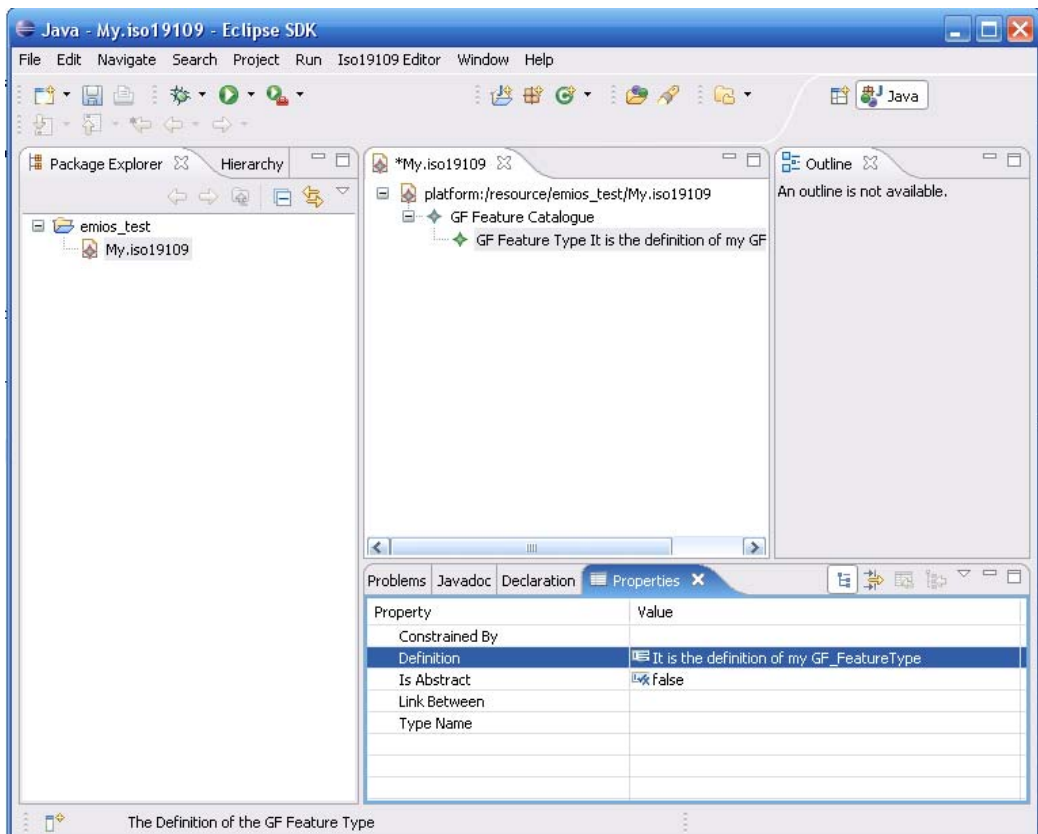 Java - My.iso19109 - Eclipse SDK
File Edit Navigate Search Project Run Iso19109 Editor Window Help
Java
Package Explorer
Hierarchy
emios_test
My.iso19109
*My.iso19109
platform:/resource/emios_test/My.iso19109
GF Feature Catalogue
GF Feature Type It is the definition of my GF
Outline
An outline is not available.
Problems Javadoc Declaration Properties
Property Value
Constrained By
Definition It is the definition of my GF_FeatureType
Is Abstract false
Link Between
Type Name
The Definition of the GF Feature Type